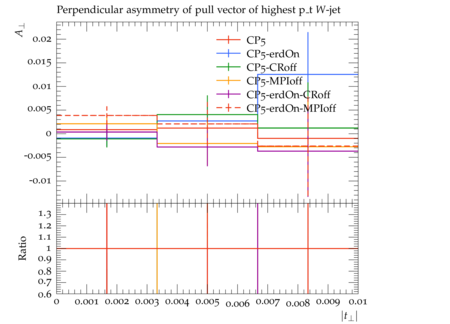 Perpendicular asymmetry of pull vector of highest p_t W-jet
A⊥
0.02
0.015
0.01
0.005
0
-0.005
-0.01
CP5
CP5-erdOn
CP5-CRoff
CP5-MPIoff
CP5-erdOn-CRoff
CP5-erdOn-MPIoff
Ratio
1.3
1.2
1.1
1
0.9
0.8
0.7
0.6
0 0.001 0.002 0.003 0.004 0.005 0.006 0.007 0.008 0.009 0.01
|t⊥|